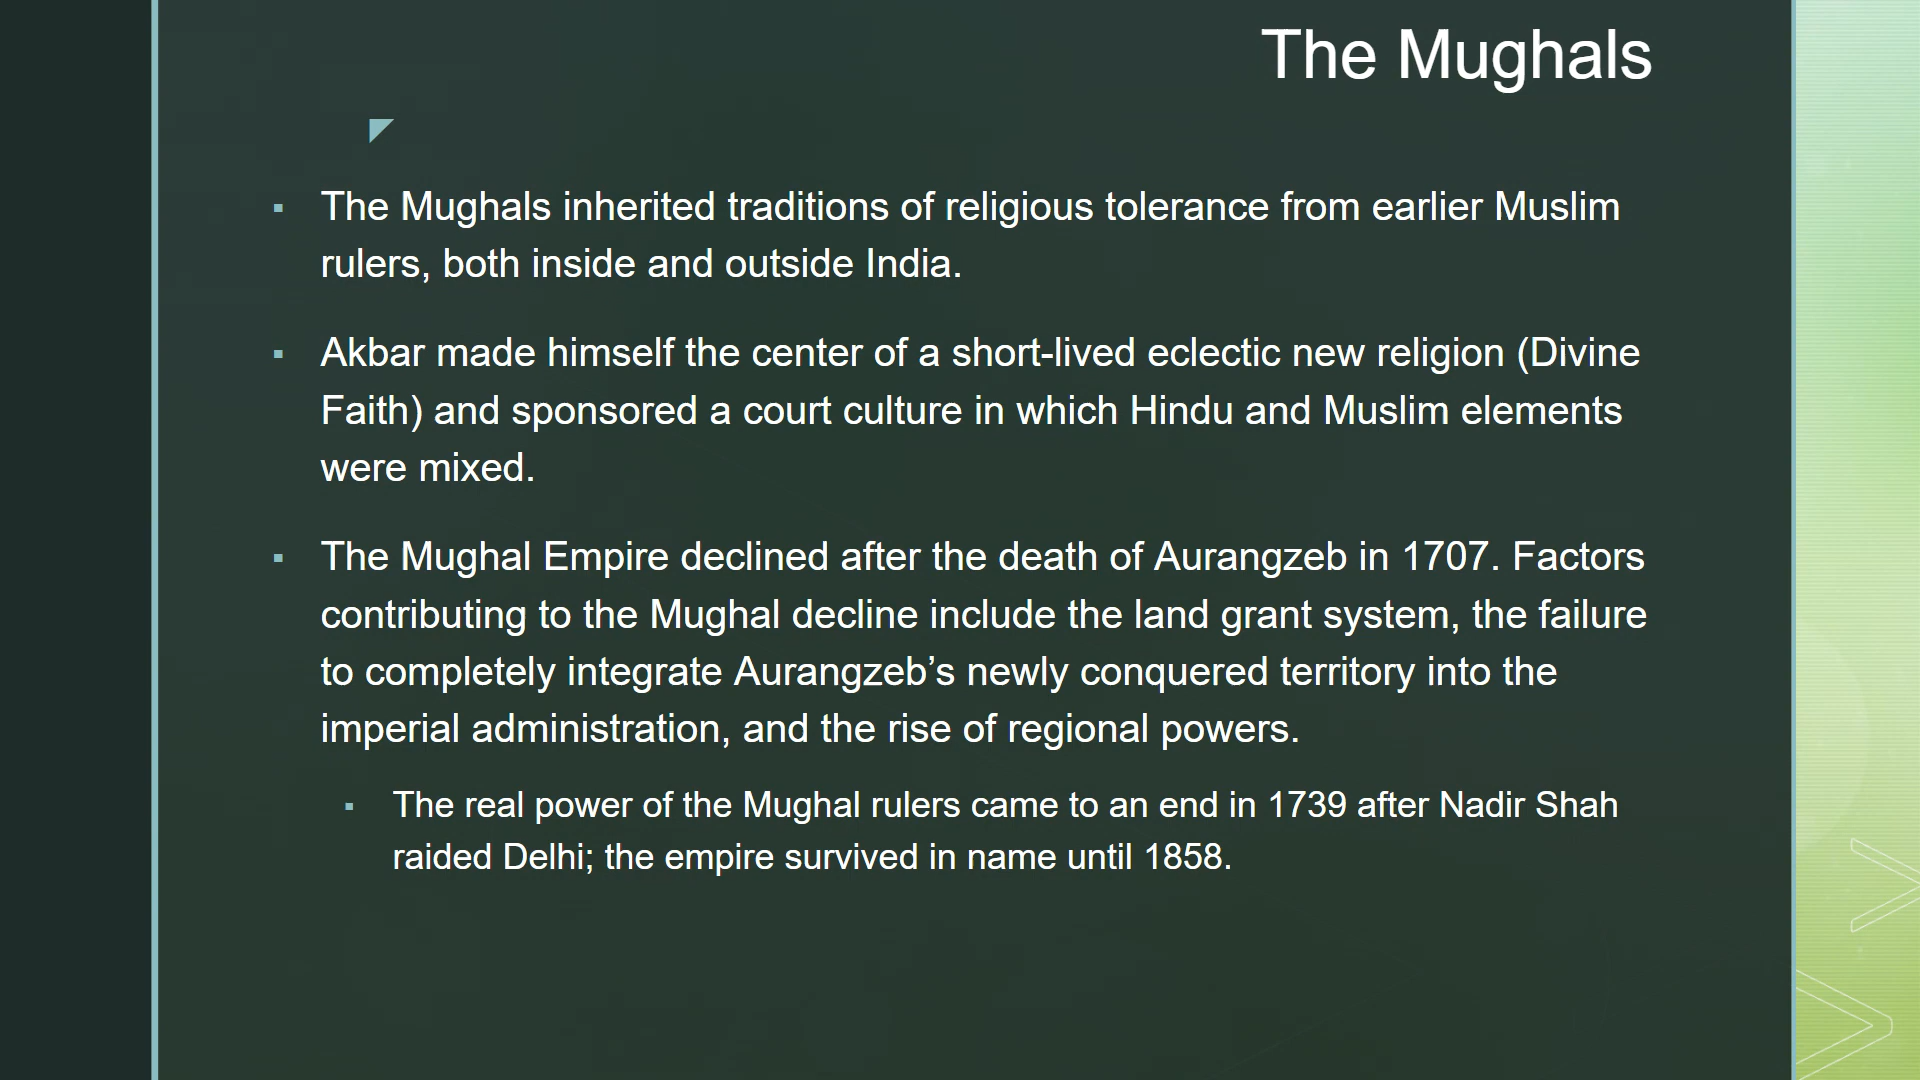 The Mughals
▪ The Mughals inherited traditions of religious tolerance from earlier Muslim
rulers, both inside and outside India.
▪ Akbar made himself the center of a short-lived eclectic new religion (Divine
Faith) and sponsored a court culture in which Hindu and Muslim elements
were mixed.
▪ The Mughal Empire declined after the death of Aurangzeb in 1707. Factors
contributing to the Mughal decline include the land grant system, the failure
to completely integrate Aurangzeb’s newly conquered territory into the
imperial administration, and the rise of regional powers.
▪ The real power of the Mughal rulers came to an end in 1739 after Nadir Shah
raided Delhi; the empire survived in name until 1858.